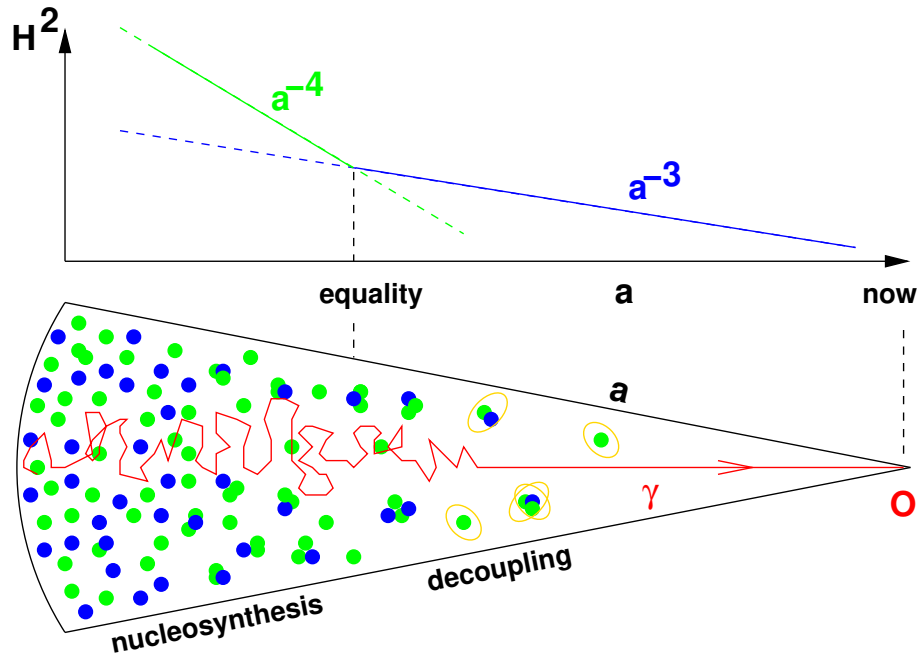 H²
a⁻⁴
a⁻³
equality
a
now
a
γ
O
decoupling
nucleosynthesis